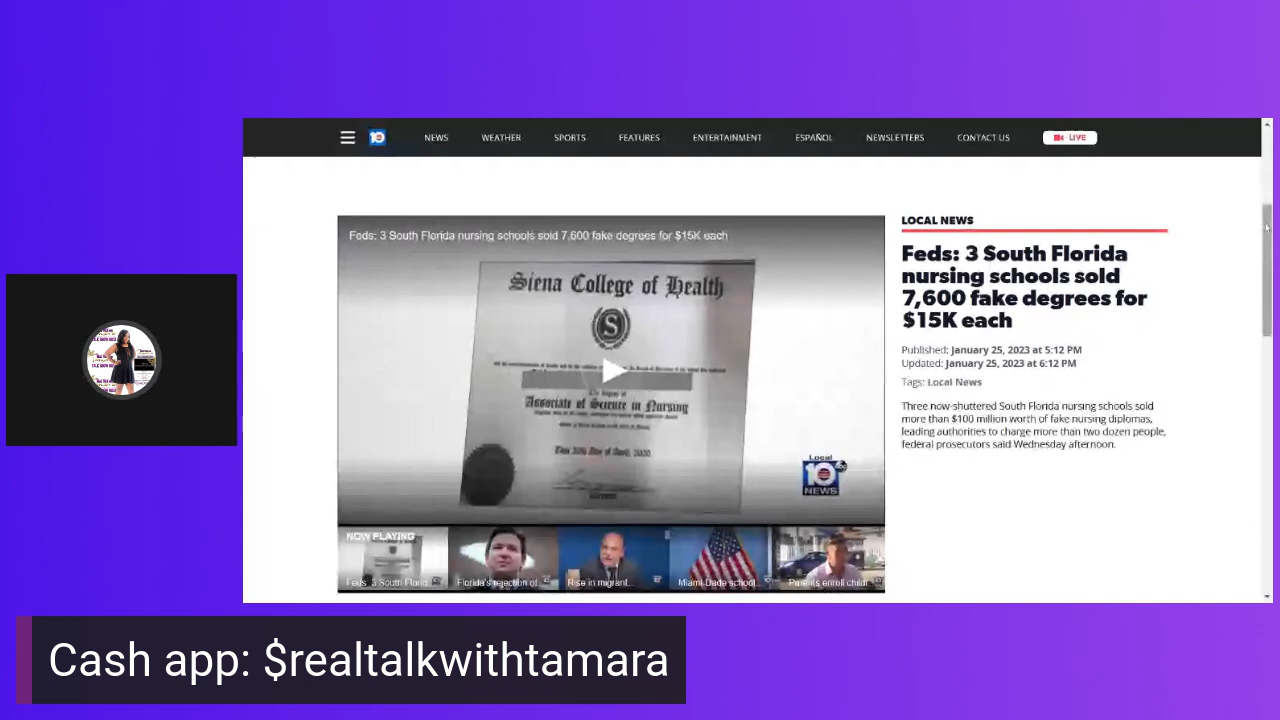 NEWS WEATHER SPORTS FEATURES ENTERTAINMENT ESPAÑOL NEWSLETTERS CONTACT US LIVE
10
Feds: 3 South Florida nursing schools sold 7,600 fake degrees for $15K each
Siena College of Health
S
Associate of Science in Nursing
Local
10
NEWS
NOW PLAYING
Feds 3 South Florid
Florida's rejection of
Rise in migrant...
Miami Dade school...
Parents enroll child
LOCAL NEWS
Feds: 3 South Florida
nursing schools sold
7,600 fake degrees for
$15K each
Published: January 25, 2023 at 5:12 PM
Updated: January 25, 2023 at 6:12 PM
Tags: Local News
Three now-shuttered South Florida nursing schools sold
more than $100 million worth of fake nursing diplomas,
leading authorities to charge more than two dozen people,
federal prosecutors said Wednesday afternoon.
Cash app: $realtalkwithtamara